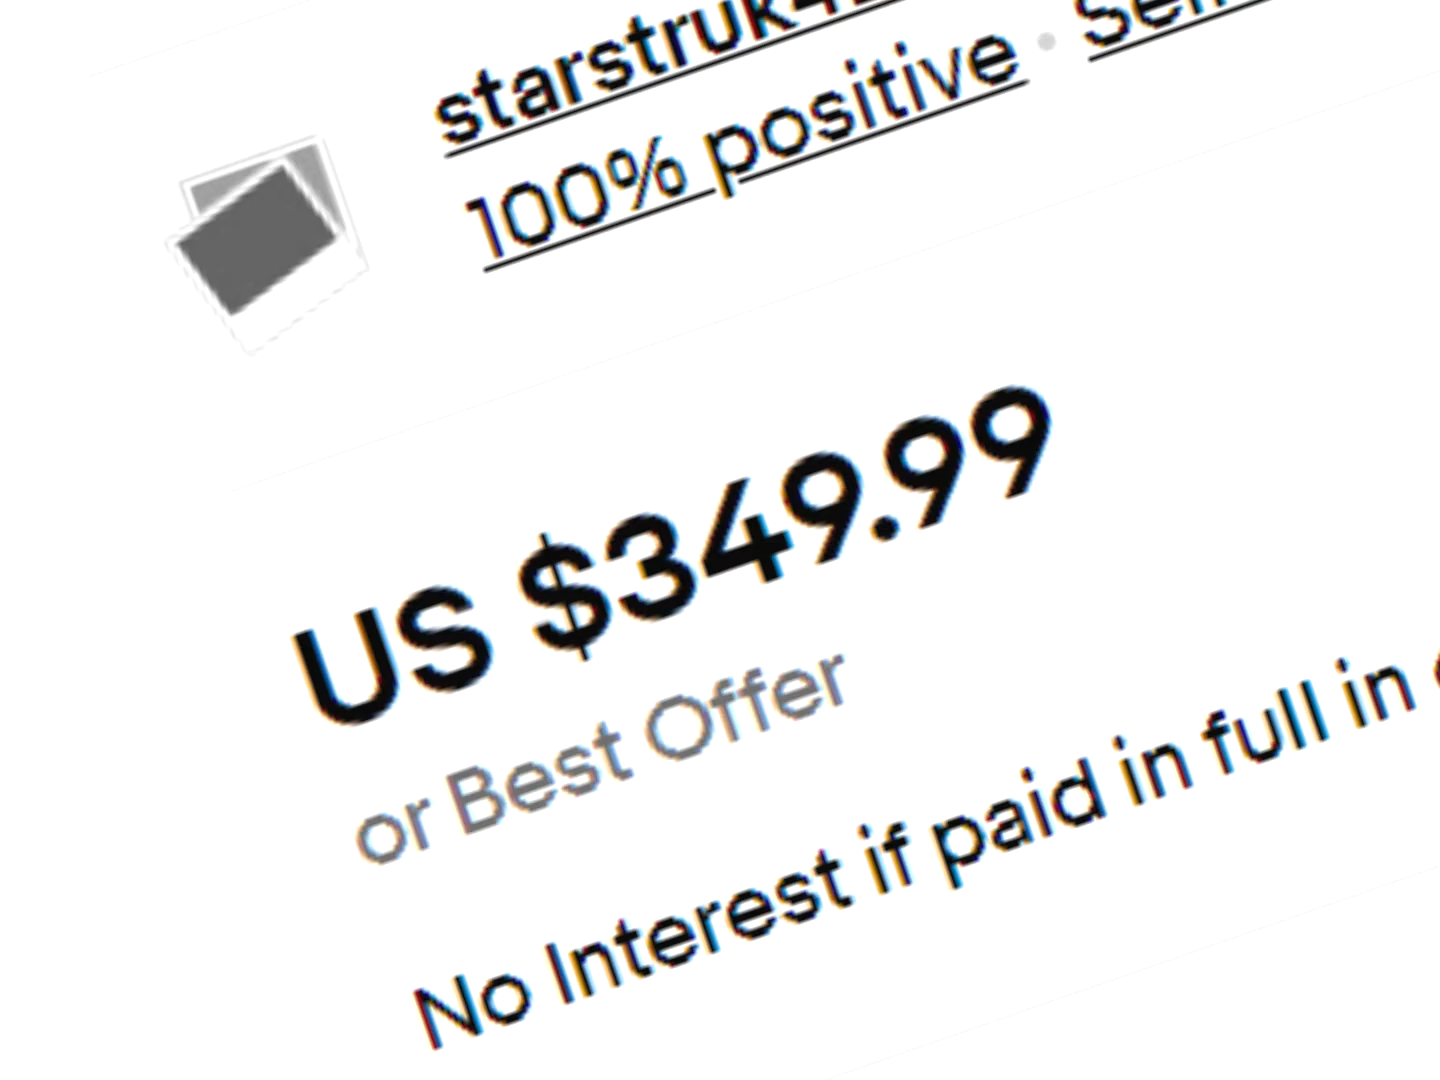 100% positive
US $349.99
or Best Offer
No Interest if paid in full in